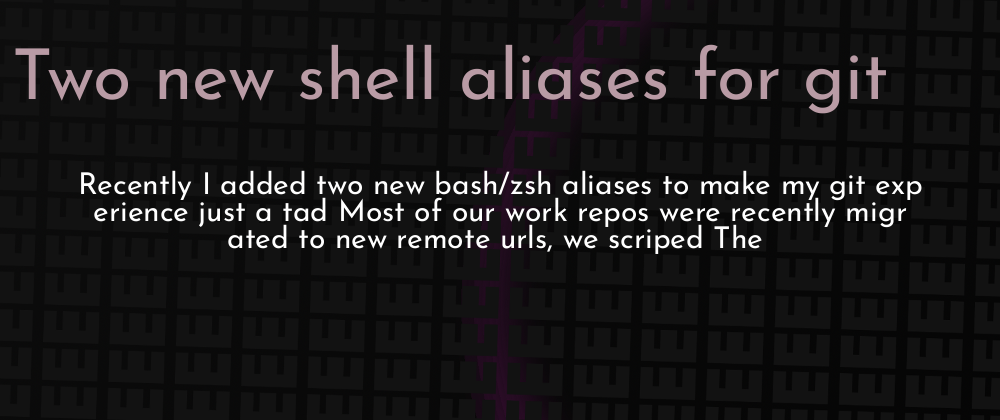 Two new shell aliases for git
Recently I added two new bash/zsh aliases to make my git exp
erience just a tad Most of our work repos were recently migr
ated to new remote urls, we scriped The